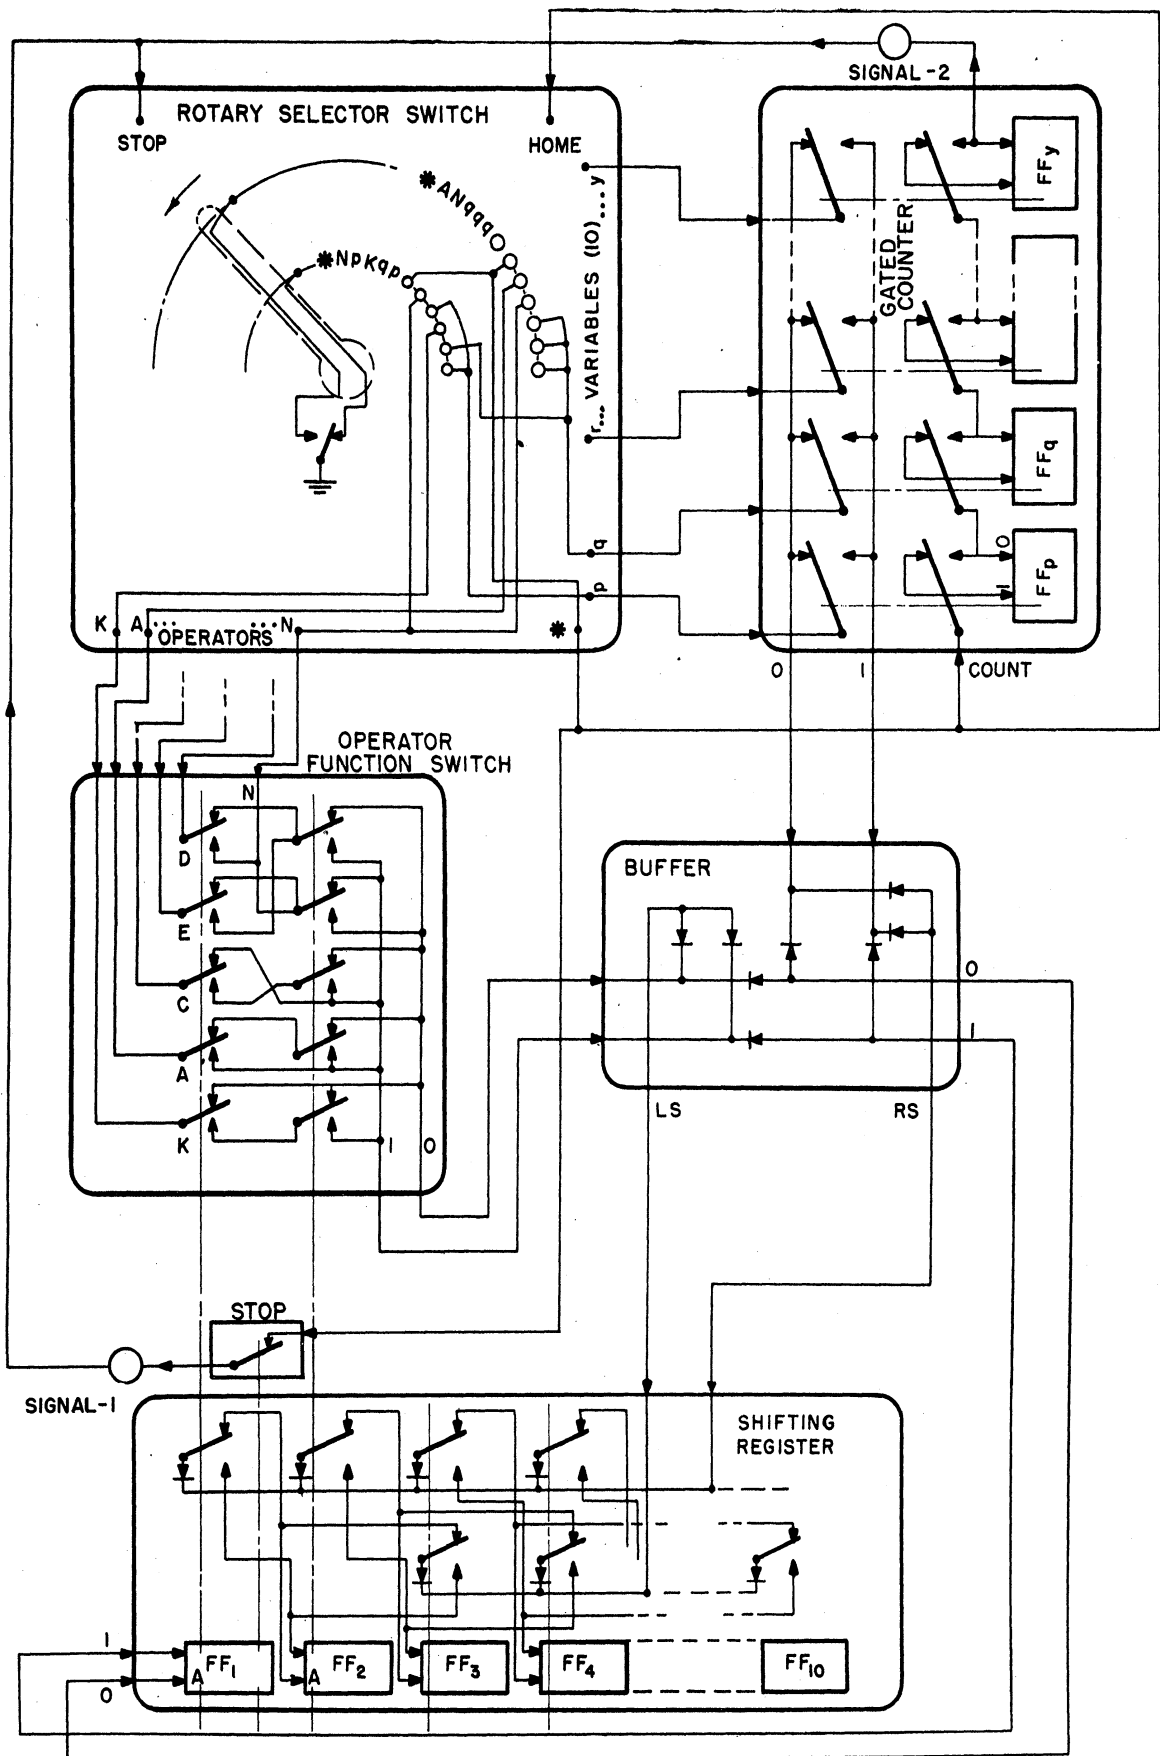 SIGNAL-2
ROTARY SELECTOR SWITCH
STOP
HOME
*ANqqq
*NpKqp
VARIABLES (10)....y
r...
q
p
K A ... OPERATORS ...N
*
GATED
COUNTER
FFy
FFq
0
1
FFp
0 1 COUNT
OPERATOR
FUNCTION SWITCH
N
D
E
C
A
K
1 0
BUFFER
0
1
LS RS
STOP
SIGNAL-1
SHIFTING
REGISTER
1
0
A FF1
A FF2
FF3
FF4
FF10